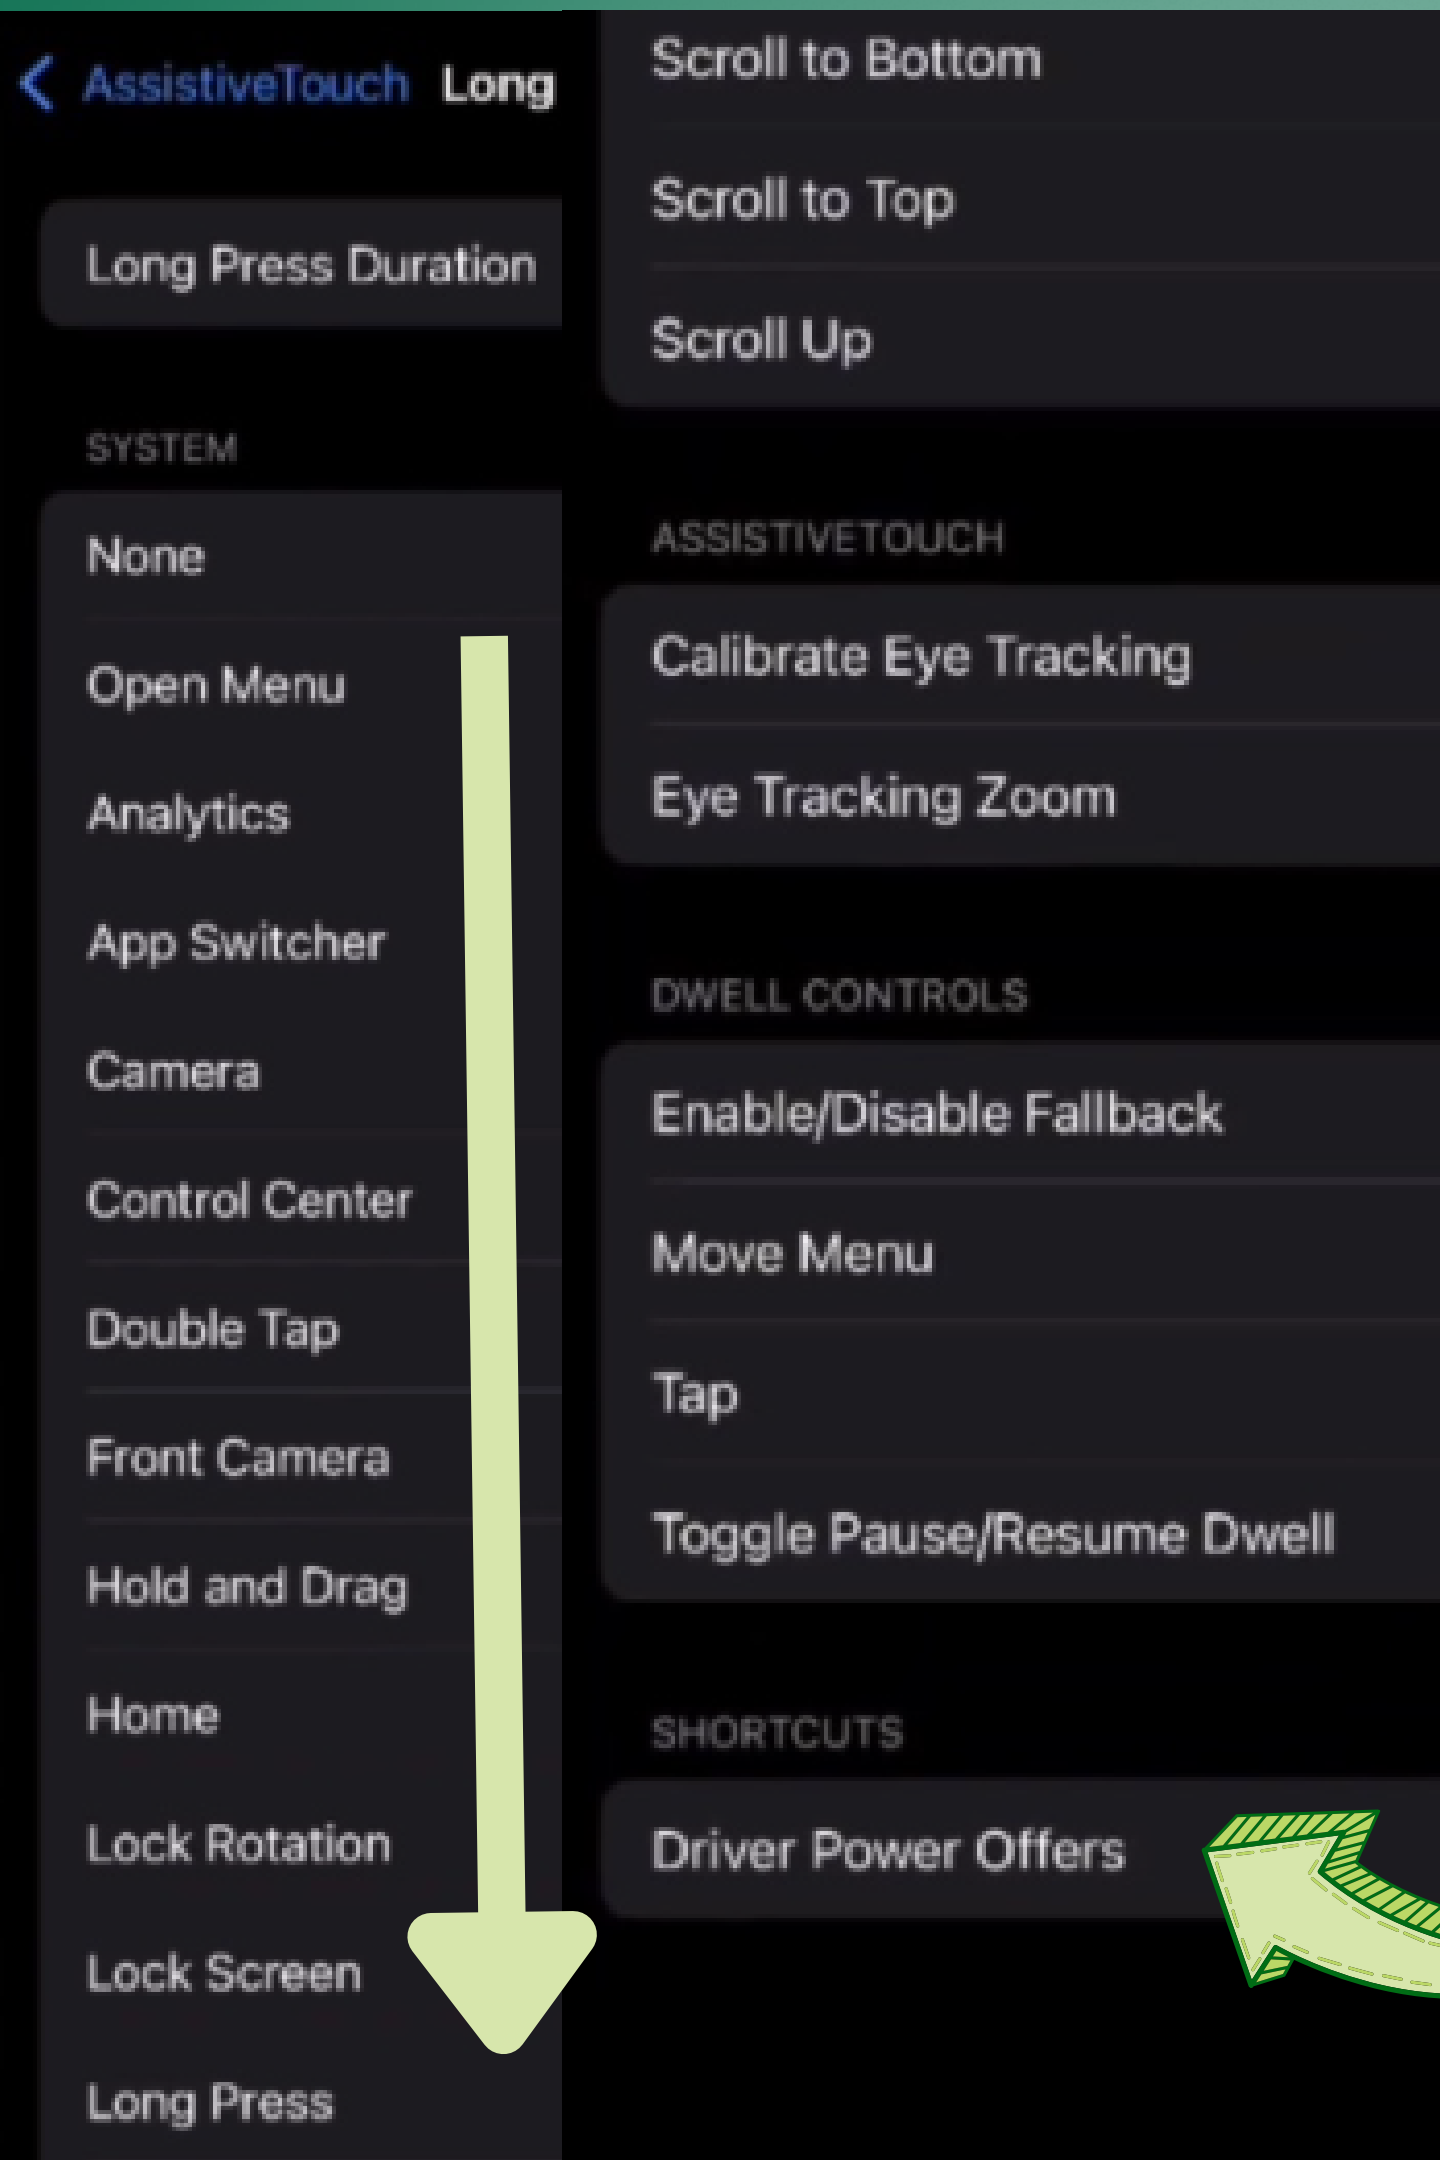 AssistiveTouch Long
Long Press Duration
SYSTEM
None
Open Menu
Analytics
App Switcher
Camera
Control Center
Double Tap
Front Camera
Hold and Drag
Home
Lock Rotation
Lock Screen
Long Press
Scroll to Bottom
Scroll to Top
Scroll Up
ASSISTIVETOUCH
Calibrate Eye Tracking
Eye Tracking Zoom
DWELL CONTROLS
Enable/Disable Fallback
Move Menu
Tap
Toggle Pause/Resume Dwell
SHORTCUTS
Driver Power Offers